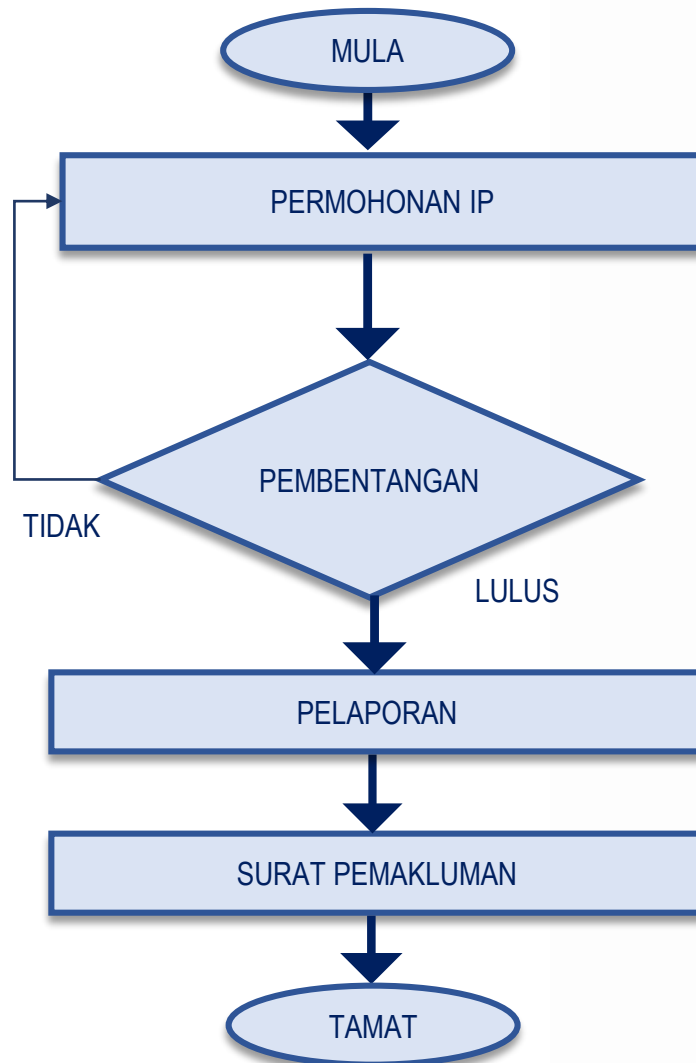 MULA
PERMOHONAN IP
PEMBENTANGAN
TIDAK
LULUS
PELAPORAN
SURAT PEMAKLUMAN
TAMAT